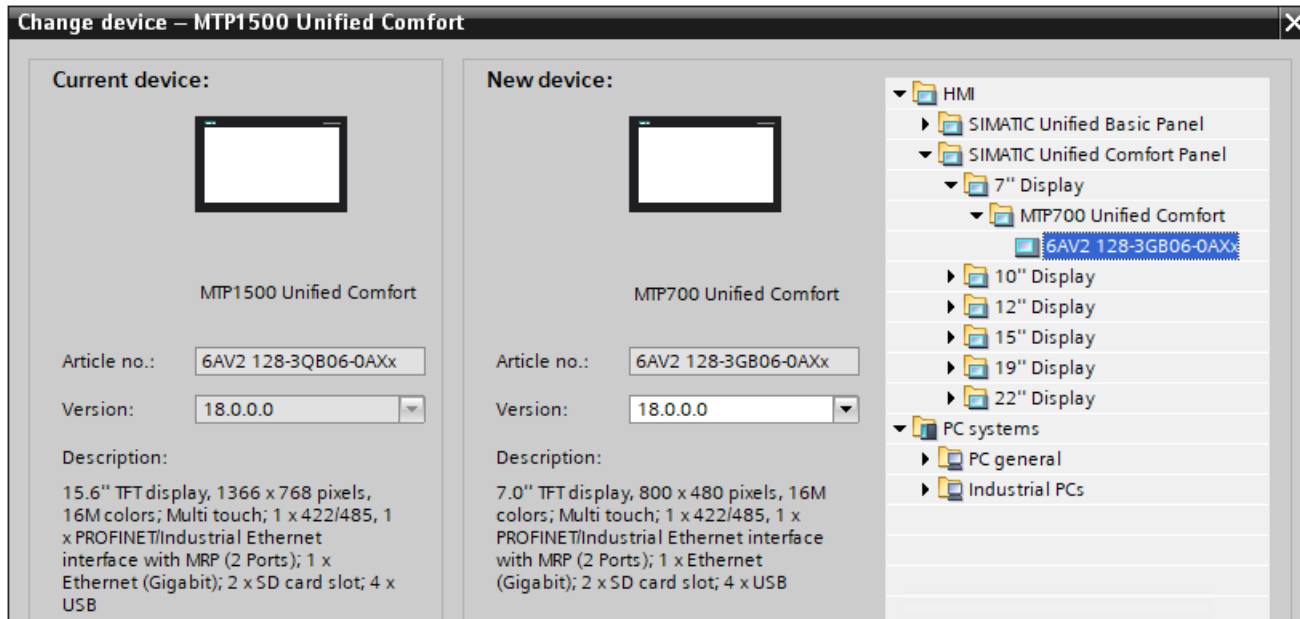 Change device – MTP1500 Unified Comfort
Current device:
MTP1500 Unified Comfort
Article no.: 6AV2 128-3QB06-0AXx
Version: 18.0.0.0
Description:
15.6" TFT display, 1366 x 768 pixels,
16M colors; Multi touch; 1 x 422/485, 1
x PROFINET/Industrial Ethernet
interface with MRP (2 Ports); 1 x
Ethernet (Gigabit); 2 x SD card slot; 4 x
USB
New device:
MTP700 Unified Comfort
Article no.: 6AV2 128-3GB06-0AXx
Version: 18.0.0.0
Description:
7.0" TFT display, 800 x 480 pixels, 16M
colors; Multi touch; 1 x 422/485, 1 x
PROFINET/Industrial Ethernet interface
with MRP (2 Ports); 1 x Ethernet
(Gigabit); 2 x SD card slot; 4 x USB
HMI
SIMATIC Unified Basic Panel
SIMATIC Unified Comfort Panel
7" Display
MTP700 Unified Comfort
6AV2 128-3GB06-0AXx
10" Display
12" Display
15" Display
19" Display
22" Display
PC systems
PC general
Industrial PCs